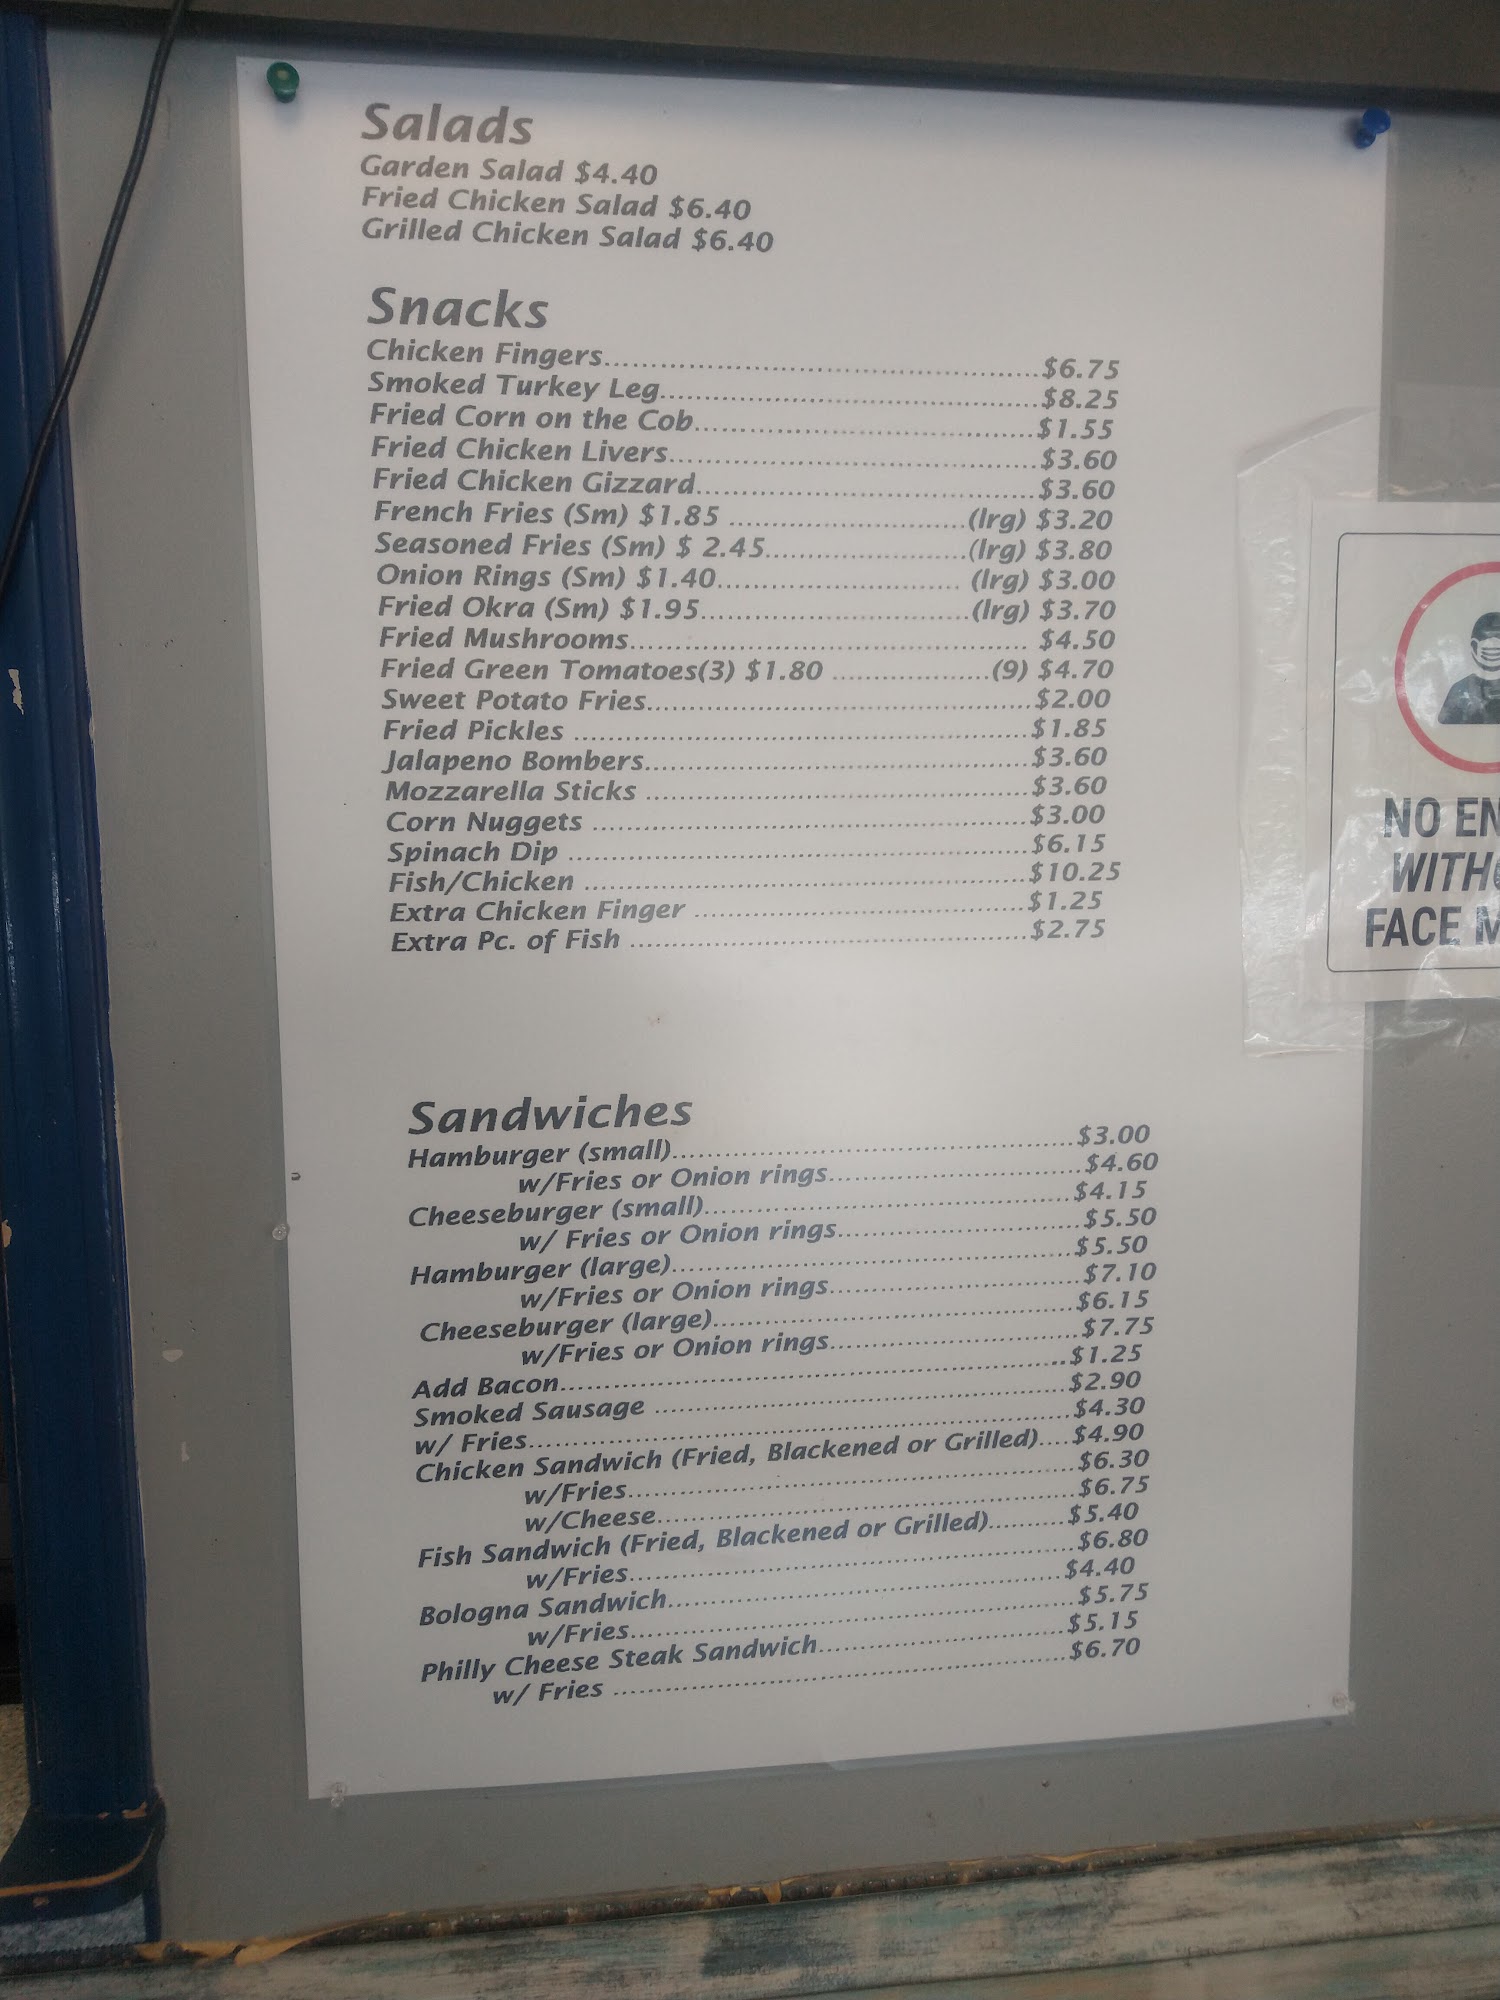 Salads
Garden Salad $4.40
Fried Chicken Salad $6.40
Grilled Chicken Salad $6.40
Snacks
Chicken Fingers..........$6.75
Smoked Turkey Leg..........$8.25
Fried Corn on the Cob..........$1.55
Fried Chicken Livers..........$3.60
Fried Chicken Gizzard..........$3.60
French Fries (Sm) $1.85 ..........(lrg) $3.20
Seasoned Fries (Sm) $ 2.45..........(lrg) $3.80
Onion Rings (Sm) $1.40.......... (lrg) $3.00
Fried Okra (Sm) $1.95..........(lrg) $3.70
Fried Mushrooms.......... $4.50
Fried Green Tomatoes(3) $1.80 ..........(9) $4.70
Sweet Potato Fries..........$2.00
Fried Pickles ..........$1.85
Jalapeno Bombers..........$3.60
Mozzarella Sticks ..........$3.60
Corn Nuggets ..........$3.00
Spinach Dip ..........$6.15
Fish/Chicken ..........$10.25
Extra Chicken Finger ..........$1.25
Extra Pc. of Fish ..........$2.75
Sandwiches
Hamburger (small)..........$3.00
w/Fries or Onion rings..........$4.60
Cheeseburger (small)..........$4.15
w/ Fries or Onion rings..........$5.50
Hamburger (large)..........$5.50
w/Fries or Onion rings..........$7.10
Cheeseburger (large)..........$6.15
w/Fries or Onion rings..........$7.75
Add Bacon..........$1.25
Smoked Sausage ..........$2.90
w/ Fries..........$4.30
Chicken Sandwich (Fried, Blackened or Grilled)....$4.90
w/Fries..........$6.30
w/Cheese..........$6.75
Fish Sandwich (Fried, Blackened or Grilled)..........$5.40
w/Fries..........$6.80
Bologna Sandwich..........$4.40
w/Fries..........$5.75
Philly Cheese Steak Sandwich..........$5.15
w/ Fries ..........$6.70
NO EN
WITHO
FACE M